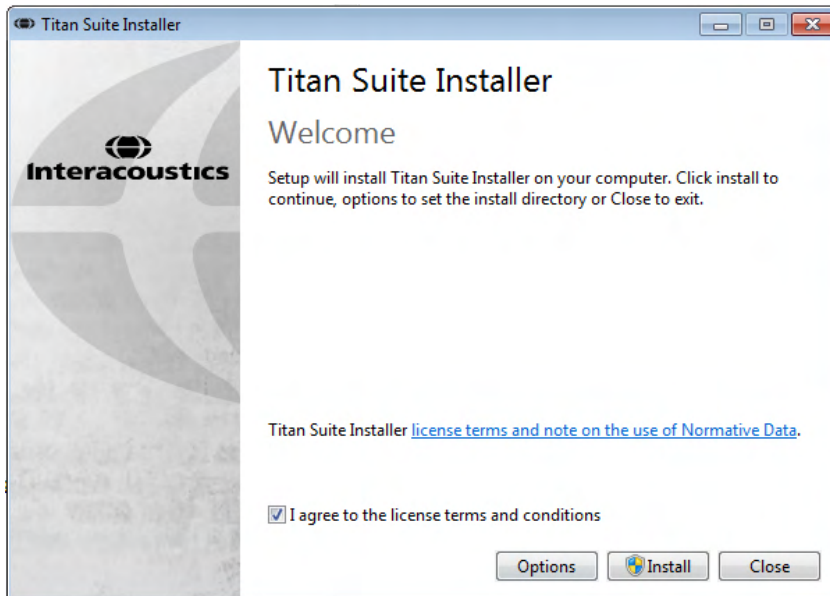 Titan Suite Installer
Interacoustics
Titan Suite Installer
Welcome
Setup will install Titan Suite Installer on your computer. Click install to
continue, options to set the install directory or Close to exit.
Titan Suite Installer license terms and note on the use of Normative Data.
I agree to the license terms and conditions
Options Install Close